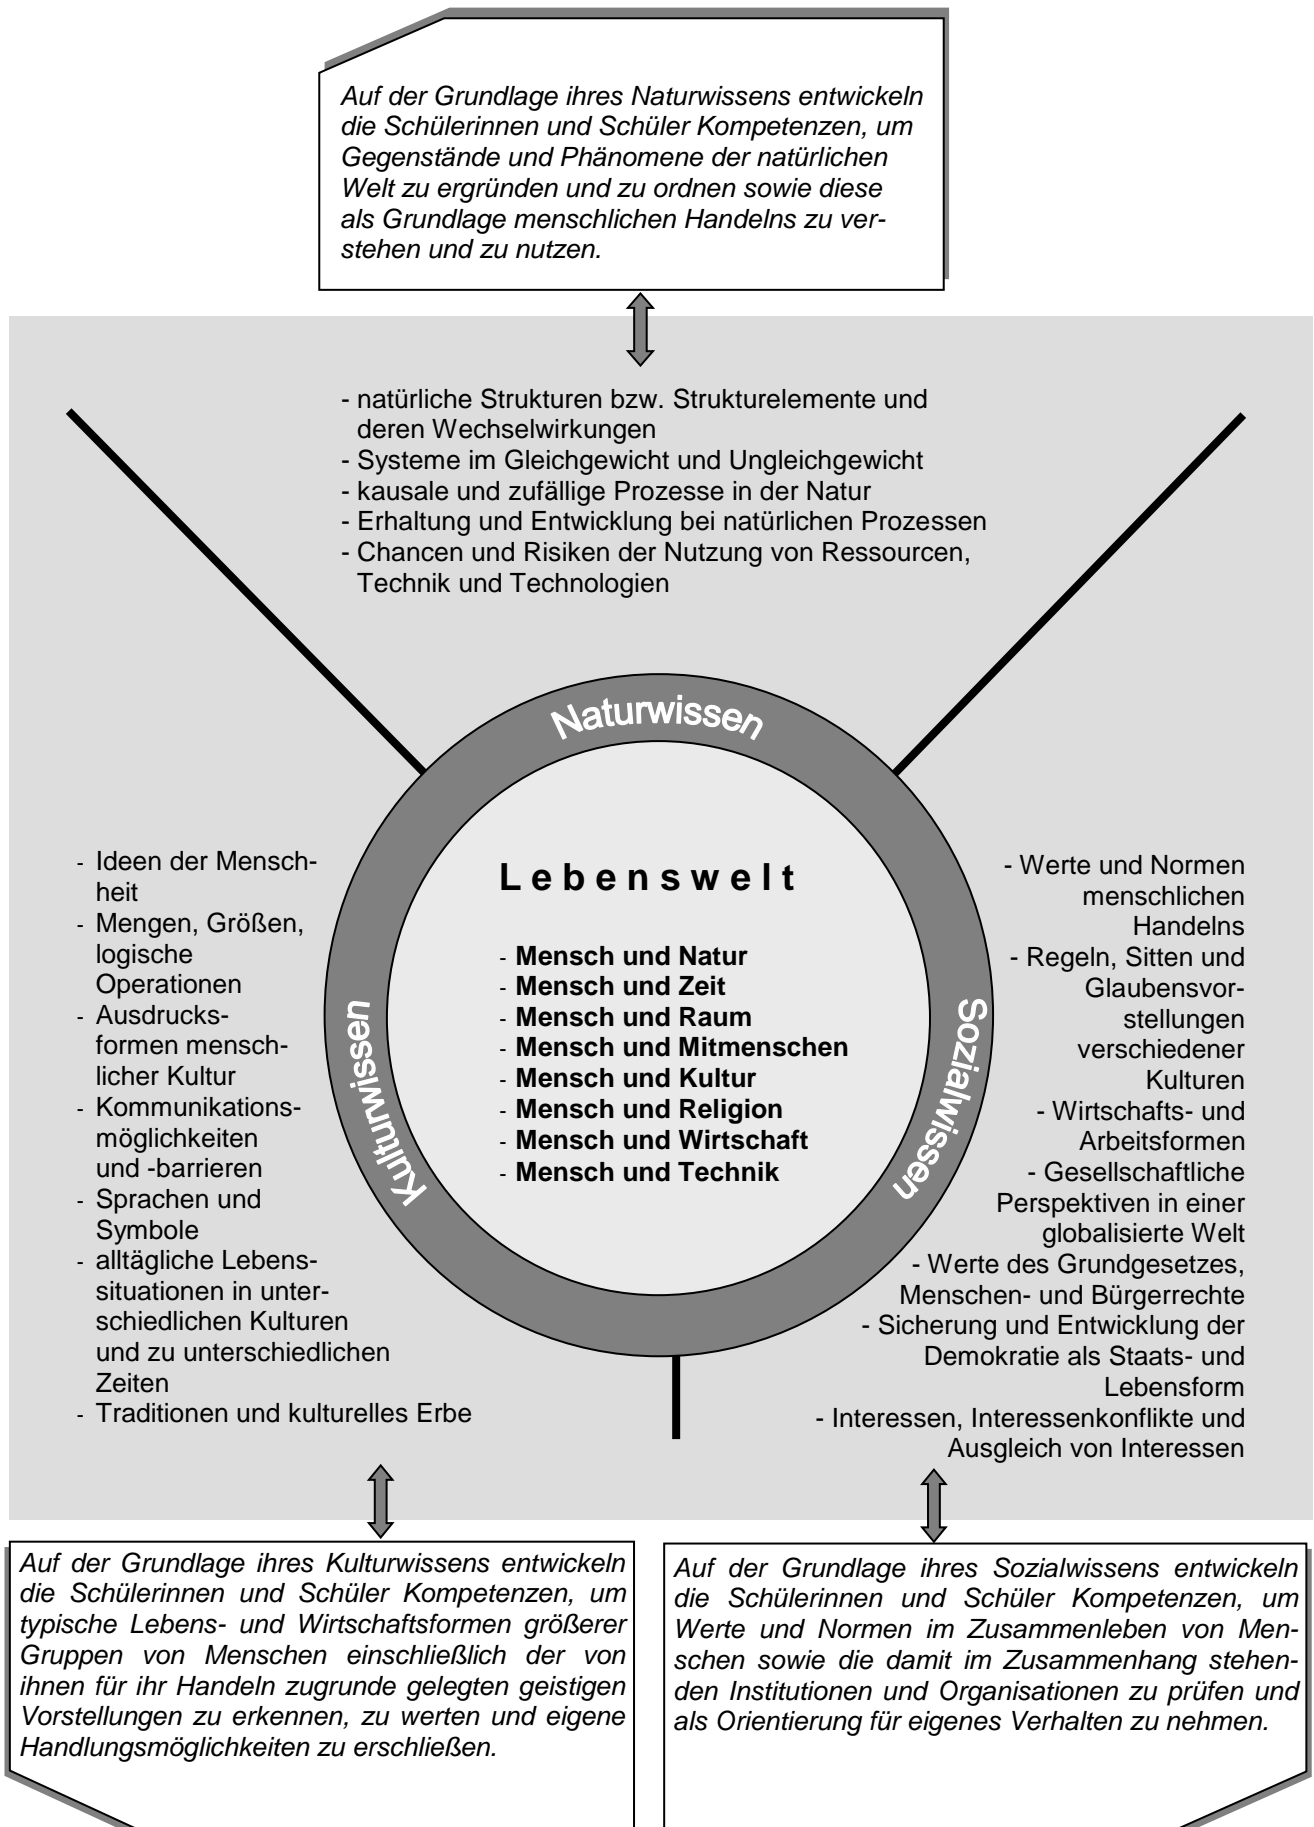 Auf der Grundlage ihres Naturwissens entwickeln
die Schülerinnen und Schüler Kompetenzen, um
Gegenstände und Phänomene der natürlichen
Welt zu ergründen und zu ordnen sowie diese
als Grundlage menschlichen Handelns zu ver-
stehen und zu nutzen.
- natürliche Strukturen bzw. Strukturelemente und
deren Wechselwirkungen
- Systeme im Gleichgewicht und Ungleichgewicht
- kausale und zufällige Prozesse in der Natur
- Erhaltung und Entwicklung bei natürlichen Prozessen
- Chancen und Risiken der Nutzung von Ressourcen,
Technik und Technologien
Naturwissen
- Ideen der Mensch-
heit
- Mengen, Größen,
logische
Operationen
- Ausdrucks-
formen mensch-
licher Kultur
- Kommunikations-
möglichkeiten
und -barrieren
- Sprachen und
Symbole
- alltägliche Lebens-
situationen in unter-
schiedlichen Kulturen
und zu unterschiedlichen
Zeiten
- Traditionen und kulturelles Erbe
Kulturwissen
Lebenswelt
- Mensch und Natur
- Mensch und Zeit
- Mensch und Raum
- Mensch und Mitmenschen
- Mensch und Kultur
- Mensch und Religion
- Mensch und Wirtschaft
- Mensch und Technik
Sozialwissen
- Werte und Normen
menschlichen
Handelns
- Regeln, Sitten und
Glaubensvor-
stellungen
verschiedener
Kulturen
- Wirtschafts- und
Arbeitsformen
- Gesellschaftliche
Perspektiven in einer
globalisierte Welt
- Werte des Grundgesetzes,
Menschen- und Bürgerrechte
- Sicherung und Entwicklung der
Demokratie als Staats- und
Lebensform
- Interessen, Interessenkonflikte und
Ausgleich von Interessen
Auf der Grundlage ihres Kulturwissens entwickeln
die Schülerinnen und Schüler Kompetenzen, um
typische Lebens- und Wirtschaftsformen größerer
Gruppen von Menschen einschließlich der von
ihnen für ihr Handeln zugrunde gelegten geistigen
Vorstellungen zu erkennen, zu werten und eigene
Handlungsmöglichkeiten zu erschließen.
Auf der Grundlage ihres Sozialwissens entwickeln
die Schülerinnen und Schüler Kompetenzen, um
Werte und Normen im Zusammenleben von Men-
schen sowie die damit im Zusammenhang stehen-
den Institutionen und Organisationen zu prüfen und
als Orientierung für eigenes Verhalten zu nehmen.